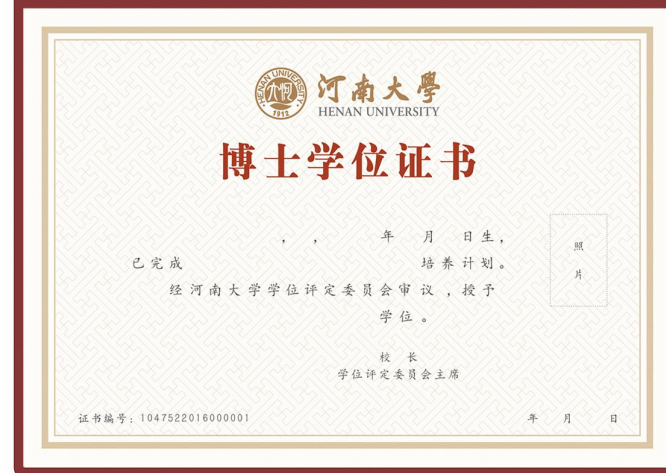 HENAN UNIVERSITY
大河
1912
河南大學
HENAN UNIVERSITY
博士学位证书
， ， 年 月 日生，
已完成 培养计划。
经河南大学学位评定委员会审议，授予
学位。
照
片
校 长
学位评定委员会主席
证书编号：1047522016000001
年 月 日